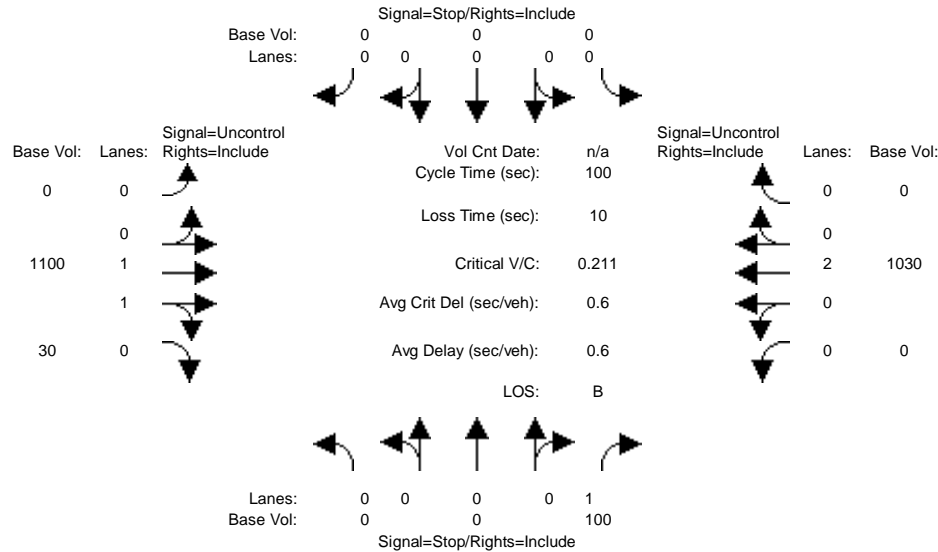 Signal=Stop/Rights=Include
Base Vol: 0 0 0
Lanes: 0 0 0 0 0
Signal=Uncontrol
Base Vol: Lanes: Rights=Include
Vol Cnt Date: n/a
Signal=Uncontrol
Rights=Include Lanes: Base Vol:
Cycle Time (sec): 100
0 0
0 0
Loss Time (sec): 10
0
0
1100 1
Critical V/C: 0.211
2 1030
1
Avg Crit Del (sec/veh): 0.6
0
30 0
Avg Delay (sec/veh): 0.6
0 0
LOS: B
Lanes: 0 0 0 0 1
Base Vol: 0 0 100
Signal=Stop/Rights=Include